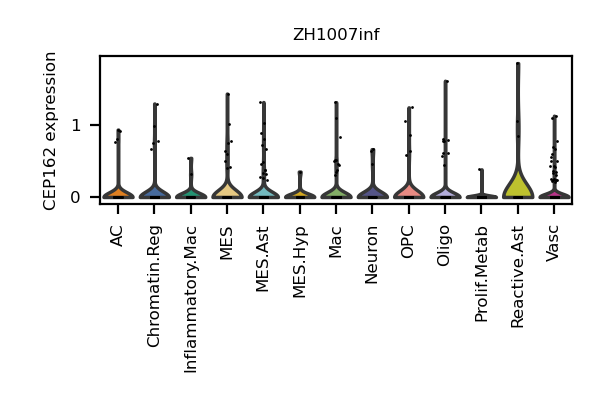 ZH1007inf
CEP162 expression
1
0
AC
Chromatin.Reg
Inflammatory.Mac
MES
MES.Ast
MES.Hyp
Mac
Neuron
OPC
Oligo
Prolif.Metab
Reactive.Ast
Vasc